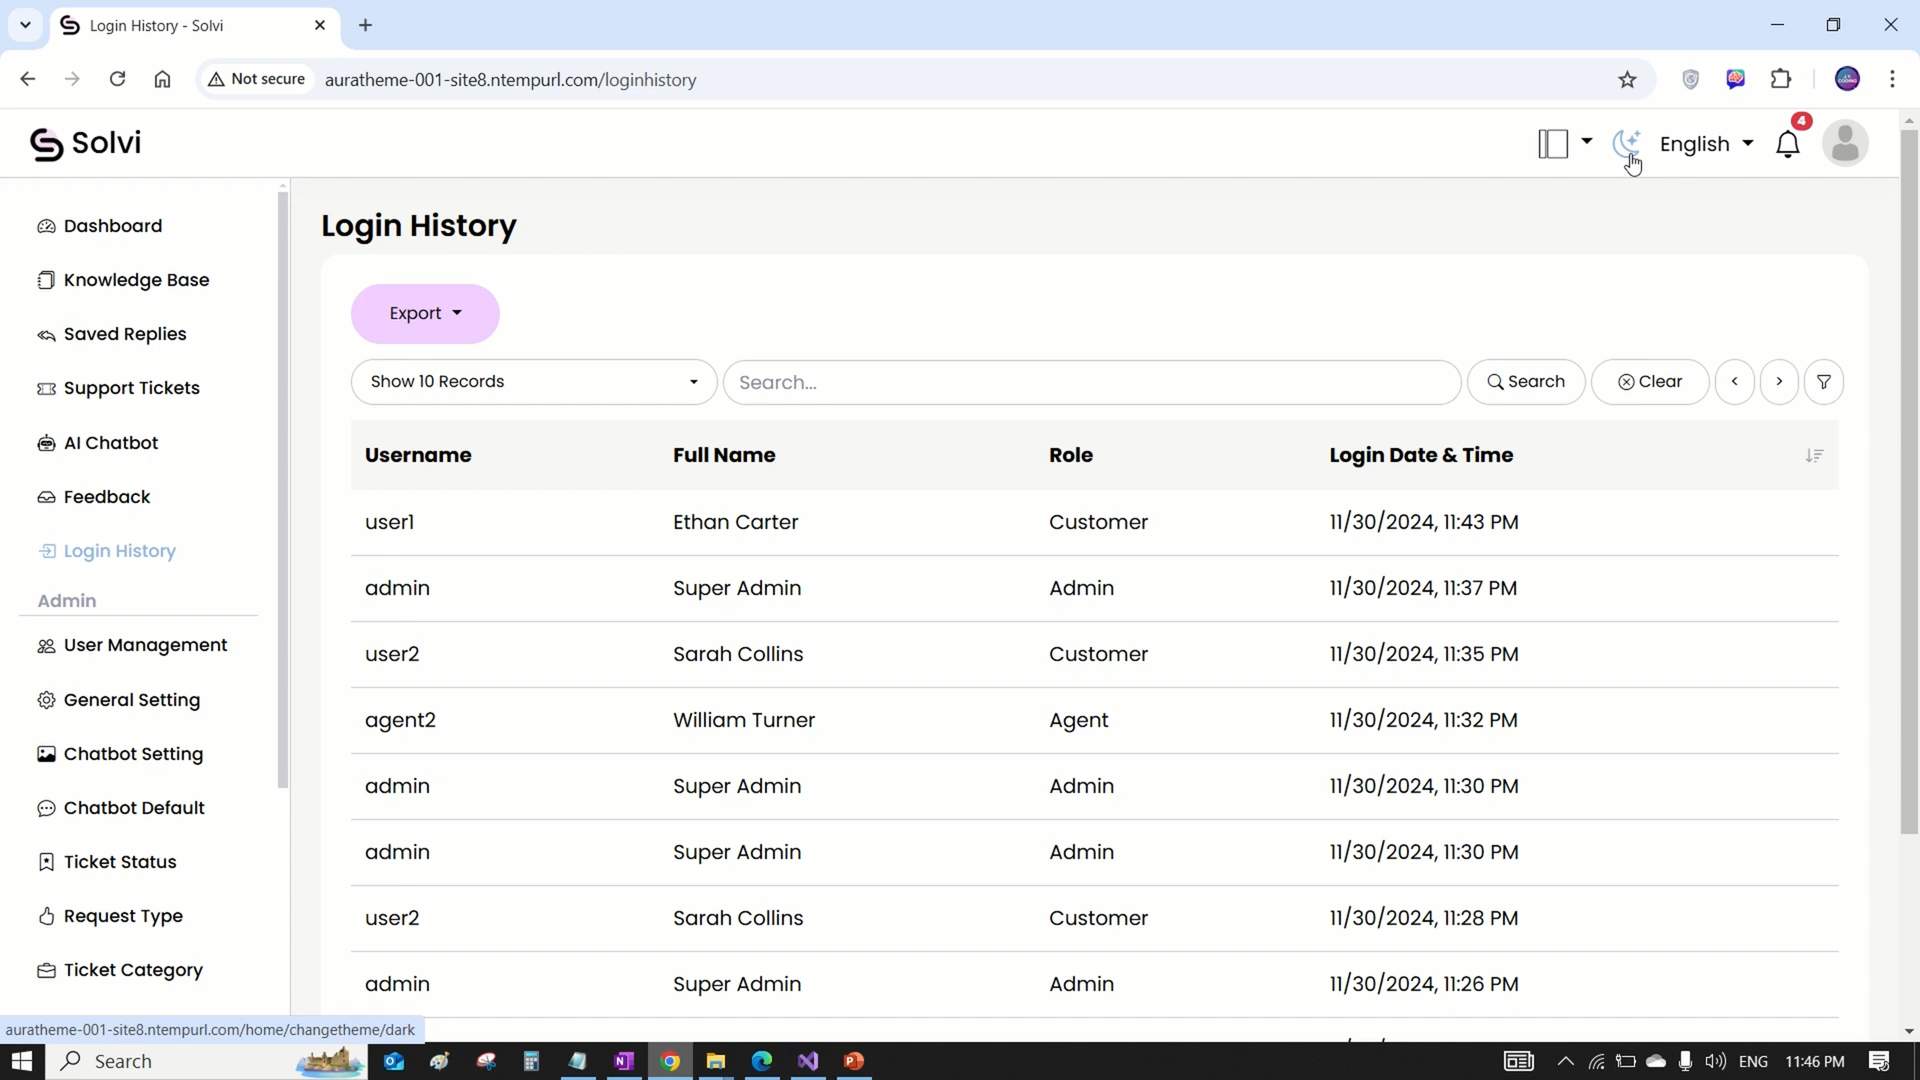 Login History - Solvi
Not secure
auratheme-001-site8.ntempurl.com/loginhistory
Solvi
English
4
Dashboard
Knowledge Base
Saved Replies
Support Tickets
AI Chatbot
Feedback
Login History
Admin
User Management
General Setting
Chatbot Setting
Chatbot Default
Ticket Status
Request Type
Ticket Category
Login History
Export
Show 10 Records
Search...
Search
Clear
Username Full Name Role Login Date & Time
user1 Ethan Carter Customer 11/30/2024, 11:43 PM
admin Super Admin Admin 11/30/2024, 11:37 PM
user2 Sarah Collins Customer 11/30/2024, 11:35 PM
agent2 William Turner Agent 11/30/2024, 11:32 PM
admin Super Admin Admin 11/30/2024, 11:30 PM
admin Super Admin Admin 11/30/2024, 11:30 PM
user2 Sarah Collins Customer 11/30/2024, 11:28 PM
admin Super Admin Admin 11/30/2024, 11:26 PM
auratheme-001-site8.ntempurl.com/home/changetheme/dark
Search
ENG
11:46 PM